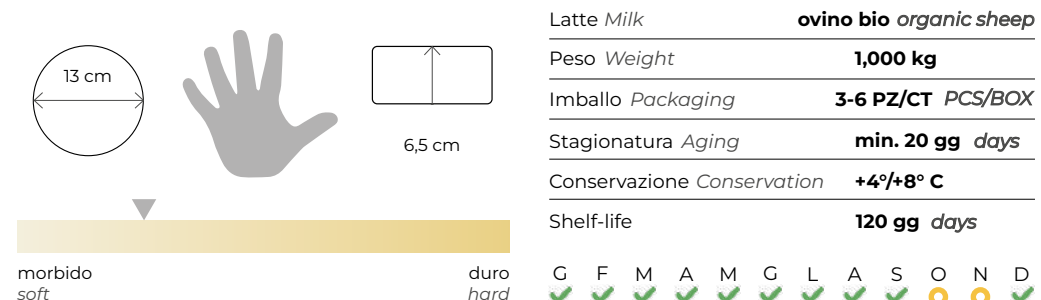 13 cm
6,5 cm
morbido
soft
duro
hard
Latte Milk ovino bio organic sheep
Peso Weight 1,000 kg
Imballo Packaging 3-6 PZ/CT PCS/BOX
Stagionatura Aging min. 20 gg days
Conservazione Conservation +4°/+8° C
Shelf-life 120 gg days
G F M A M G L A S O N D